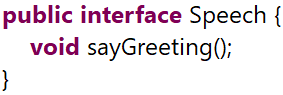 public interface Speech {
    void sayGreeting();
}